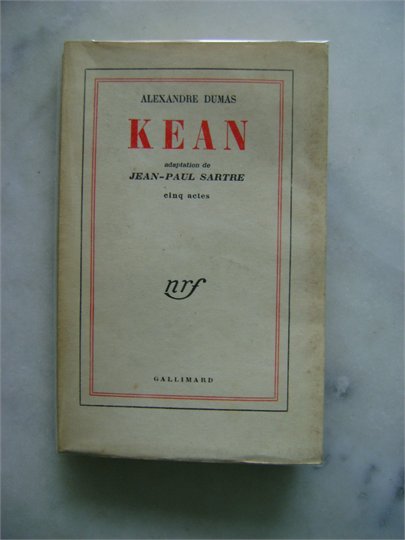 ALEXANDRE DUMAS
KEAN
adaptation de
JEAN-PAUL SARTRE
cinq actes
nrf
GALLIMARD